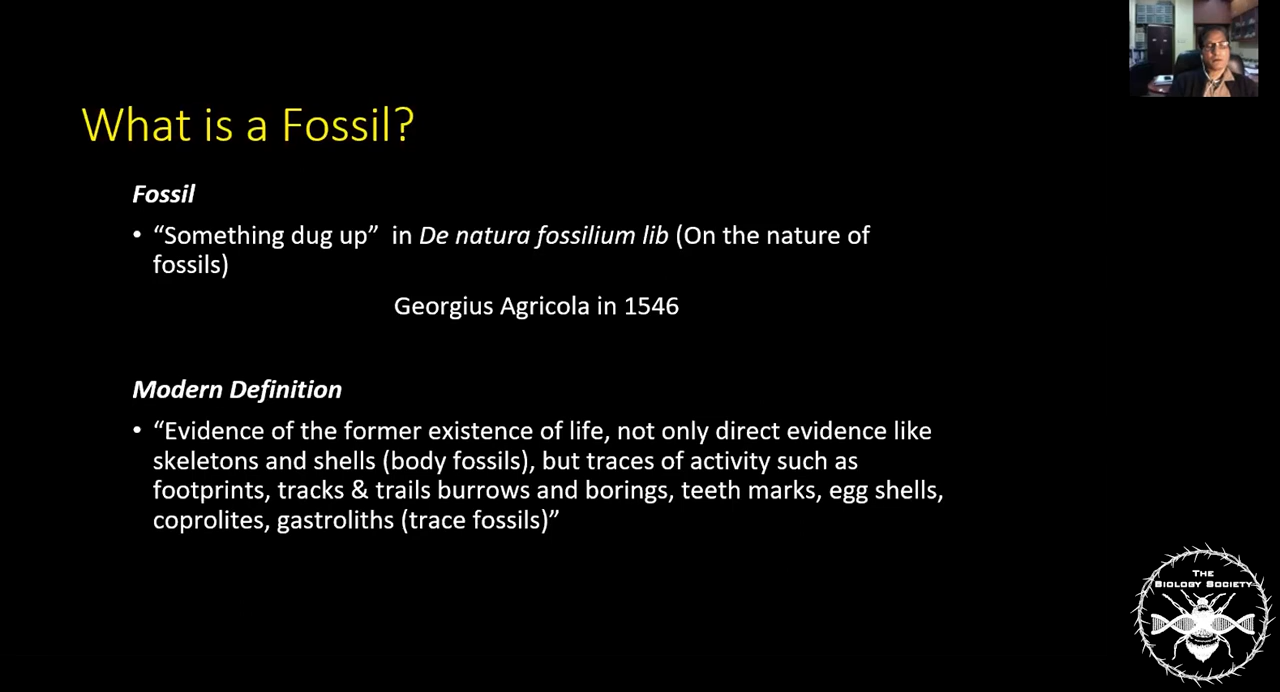 What is a Fossil?
Fossil
• “Something dug up”  in De natura fossilium lib (On the nature of
fossils)
Georgius Agricola in 1546
Modern Definition
• “Evidence of the former existence of life, not only direct evidence like
skeletons and shells (body fossils), but traces of activity such as
footprints, tracks & trails burrows and borings, teeth marks, egg shells,
coprolites, gastroliths (trace fossils)”
THE
BIOLOGY SOCIETY